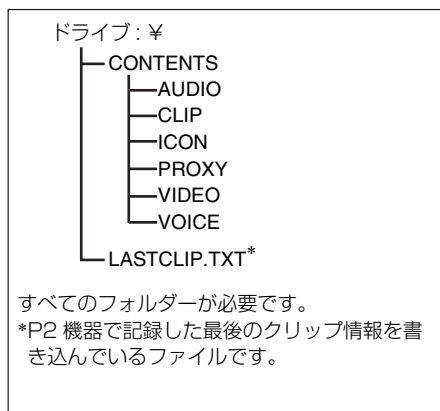 ドライブ : ¥
CONTENTS
AUDIO
CLIP
ICON
PROXY
VIDEO
VOICE
LASTCLIP.TXT*
すべてのフォルダーが必要です。
*P2 機器で記録した最後のクリップ情報を書
き込んでいるファイルです。